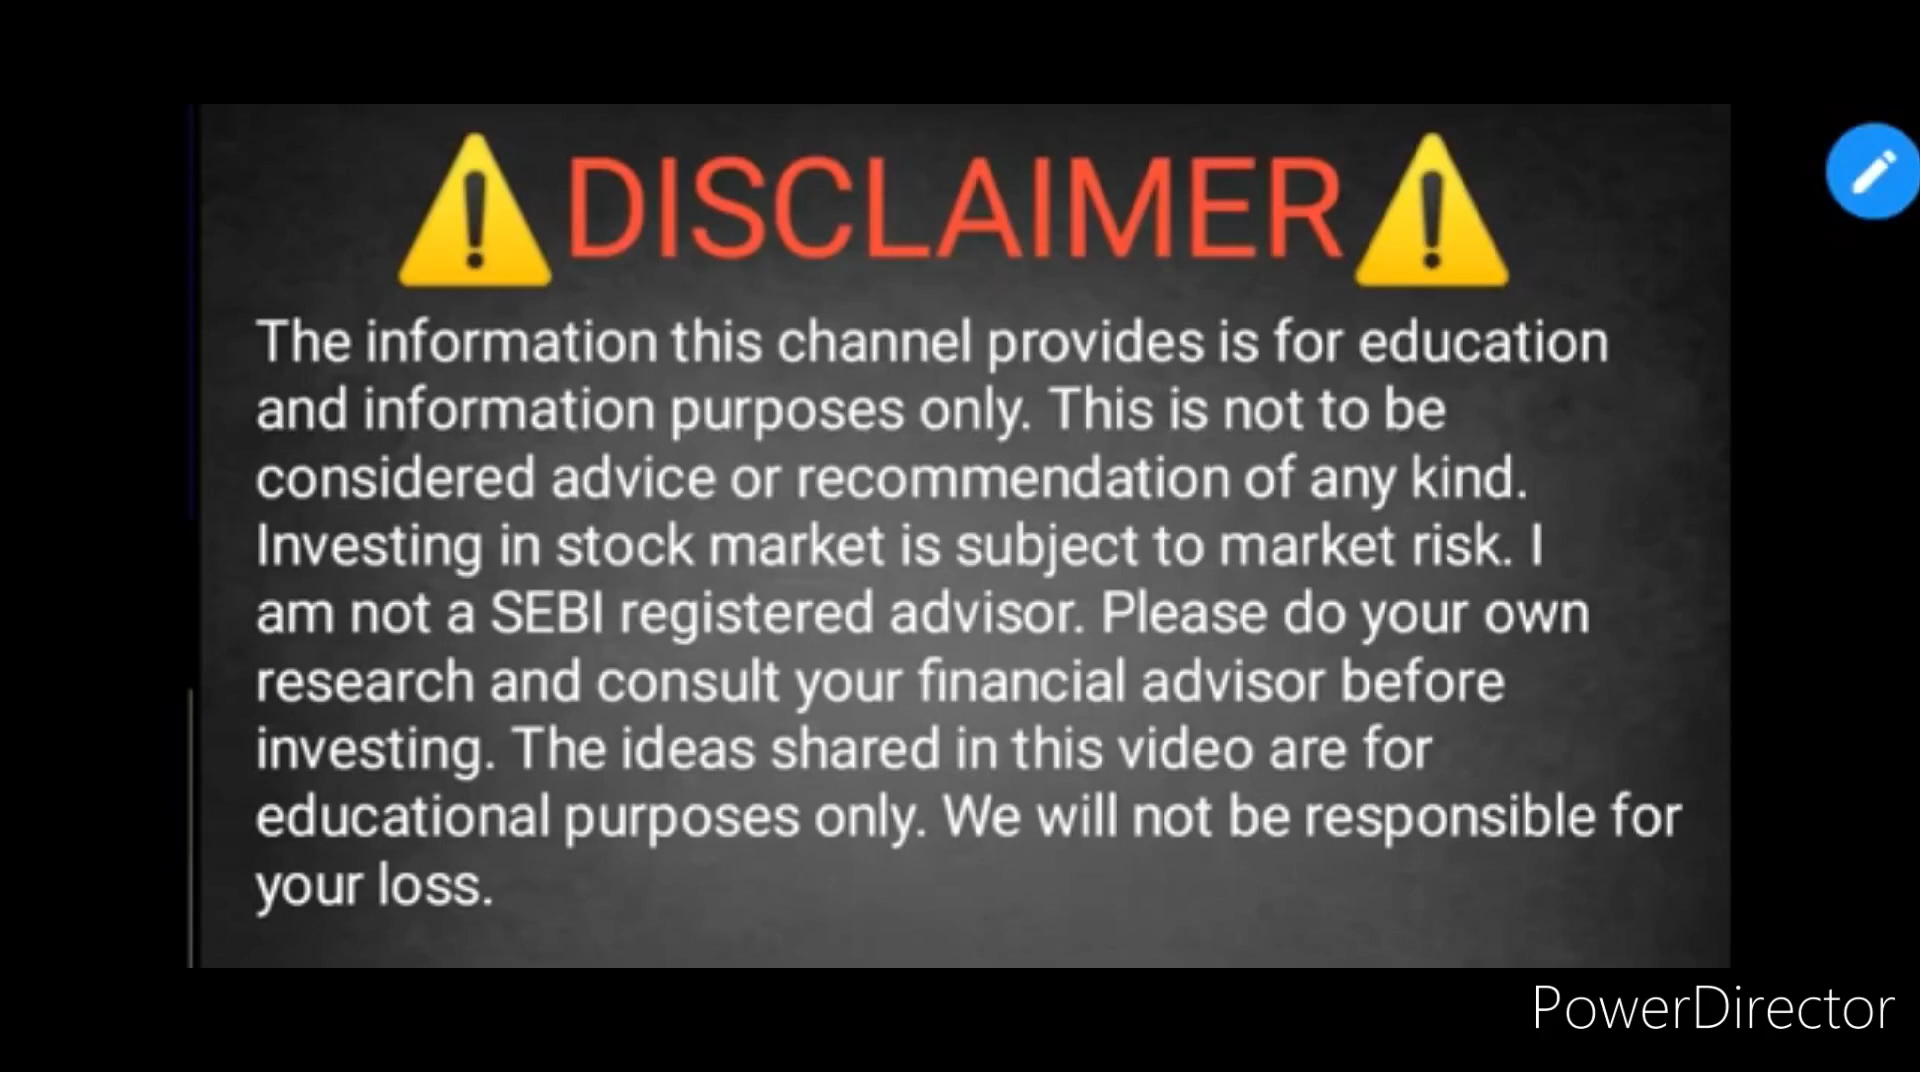 ⚠DISCLAIMER⚠
The information this channel provides is for education
and information purposes only. This is not to be
considered advice or recommendation of any kind.
Investing in stock market is subject to market risk. I
am not a SEBI registered advisor. Please do your own
research and consult your financial advisor before
investing. The ideas shared in this video are for
educational purposes only. We will not be responsible for
your loss.
PowerDirector